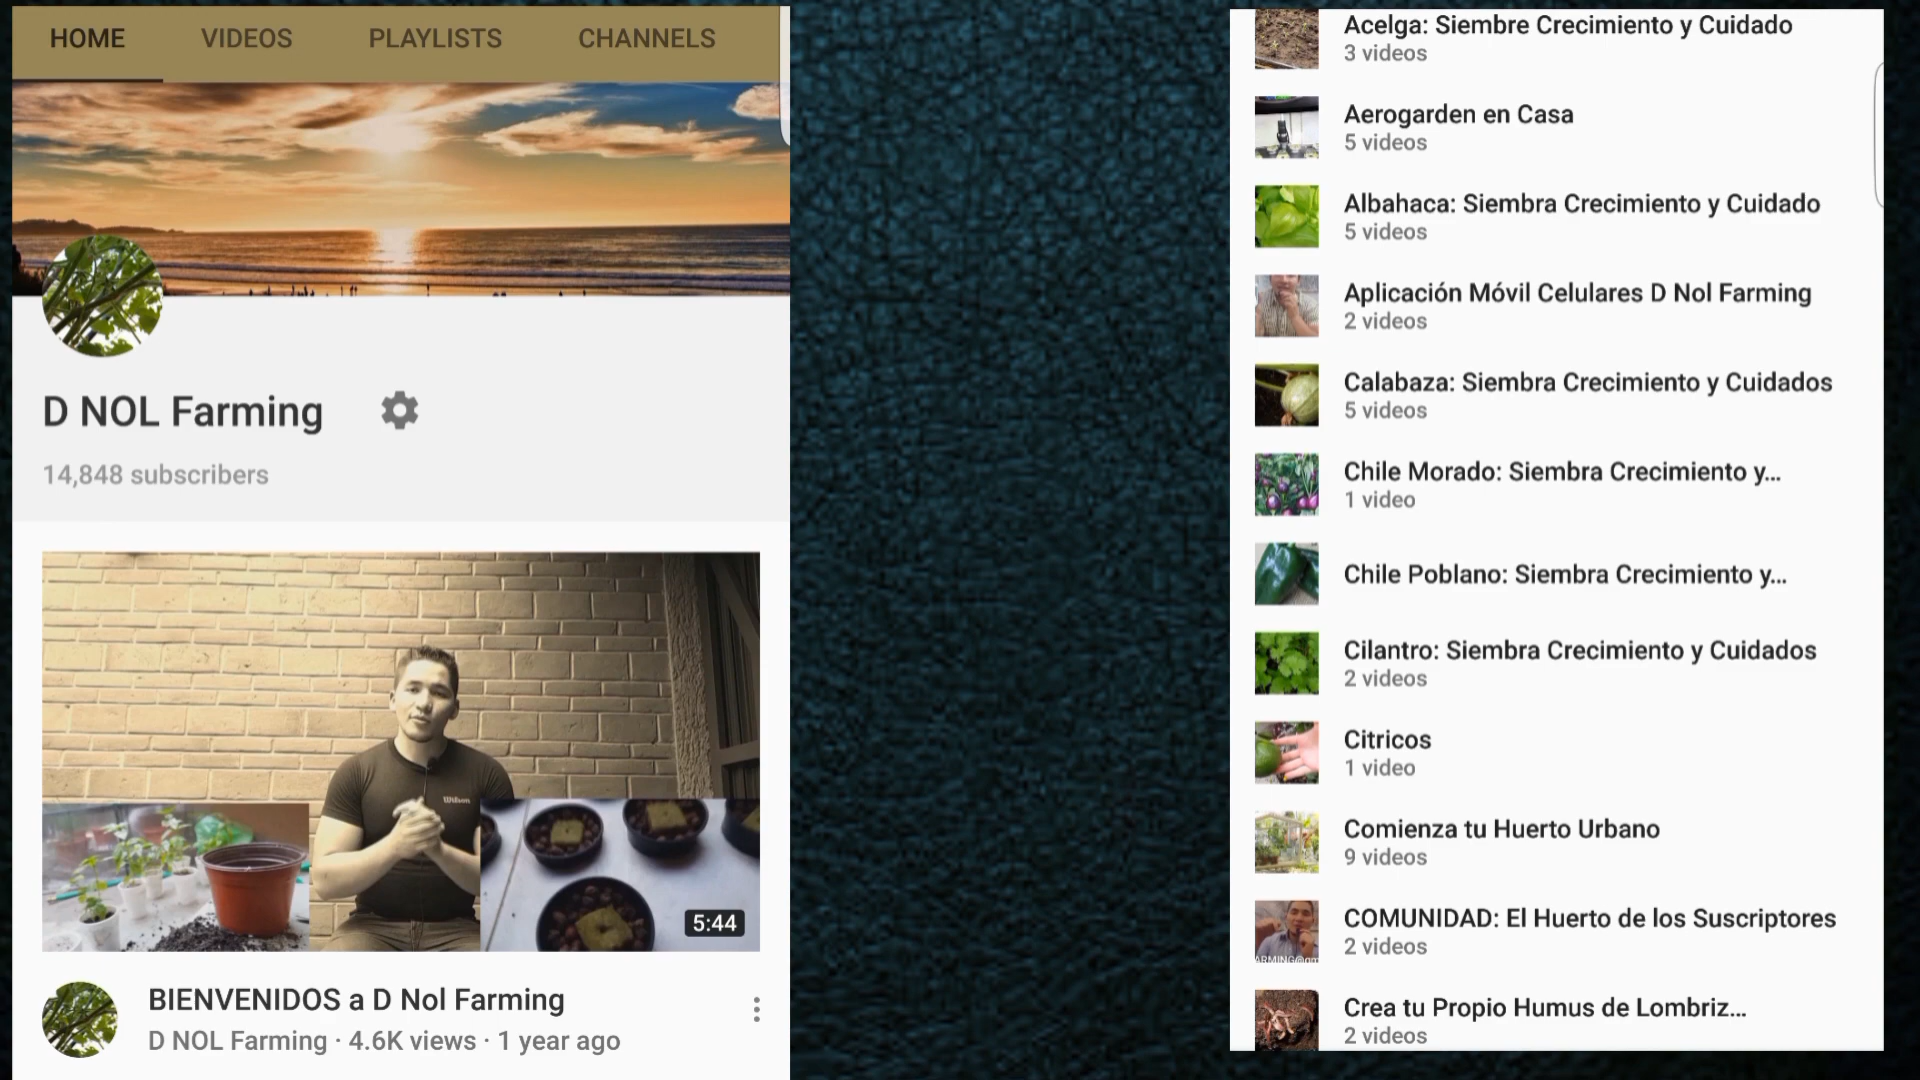 HOME
VIDEOS
PLAYLISTS
CHANNELS
D NOL Farming
14,848 subscribers
Wilson
5:44
BIENVENIDOS a D Nol Farming
D NOL Farming · 4.6K views · 1 year ago
Acelga: Siembre Crecimiento y Cuidado
3 videos
Aerogarden en Casa
5 videos
Albahaca: Siembra Crecimiento y Cuidado
5 videos
Aplicación Móvil Celulares D Nol Farming
2 videos
Calabaza: Siembra Crecimiento y Cuidados
5 videos
Chile Morado: Siembra Crecimiento y...
1 video
Chile Poblano: Siembra Crecimiento y...
Cilantro: Siembra Crecimiento y Cuidados
2 videos
Citricos
1 video
Comienza tu Huerto Urbano
9 videos
COMUNIDAD: El Huerto de los Suscriptores
2 videos
Crea tu Propio Humus de Lombriz...
2 videos